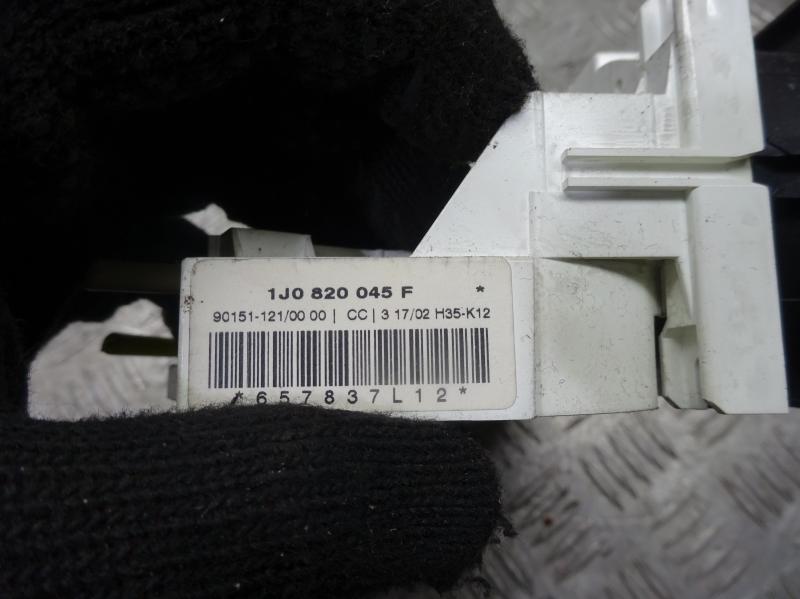 1J0 820 045 F *
90151-121/00 00 | CC | 3 17/02 H35-K12
*657837L12*